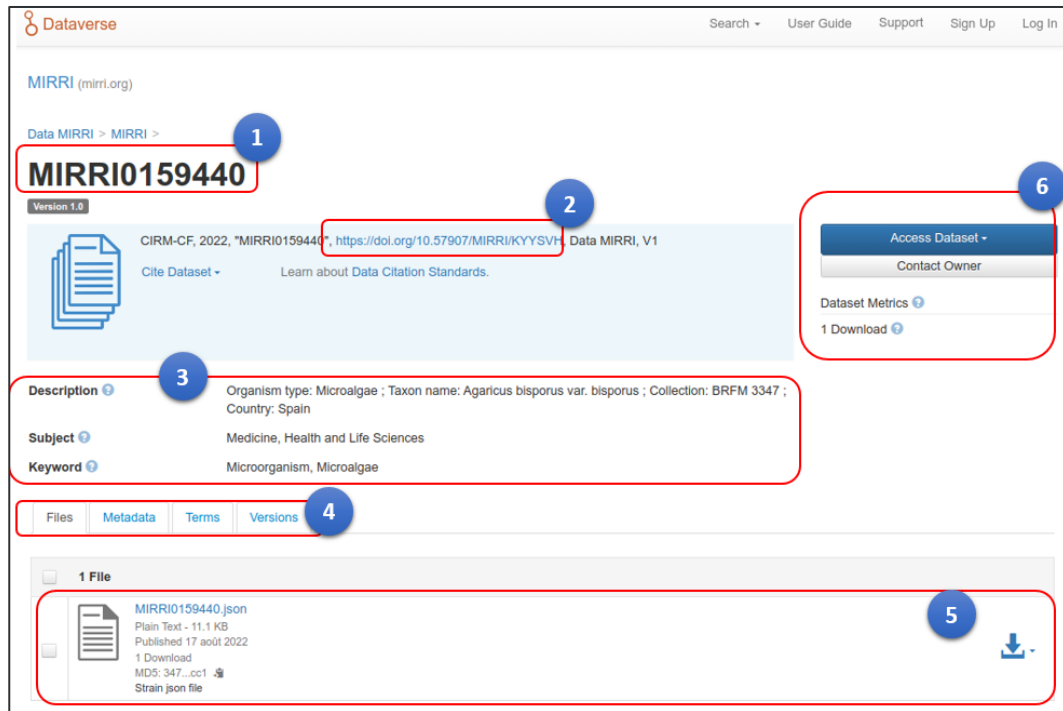 Dataverse
Search User Guide Support Sign Up Log In
MIRRI (mirri.org)
Data MIRRI > MIRRI >
1
MIRRI0159440
Version 1.0
2
CIRM-CF, 2022, "MIRRI0159440", https://doi.org/10.57907/MIRRI/KYYSVH, Data MIRRI, V1
Cite Dataset Learn about Data Citation Standards.
6
Access Dataset
Contact Owner
Dataset Metrics ?
1 Download ?
3
Description ? Organism type: Microalgae ; Taxon name: Agaricus bisporus var. bisporus ; Collection: BRFM 3347 ;
Country: Spain
Subject ? Medicine, Health and Life Sciences
Keyword ? Microorganism, Microalgae
Files Metadata Terms Versions 4
1 File
MIRRI0159440.json
Plain Text - 11.1 KB
Published 17 août 2022
1 Download
MD5: 347...cc1
Strain json file
5